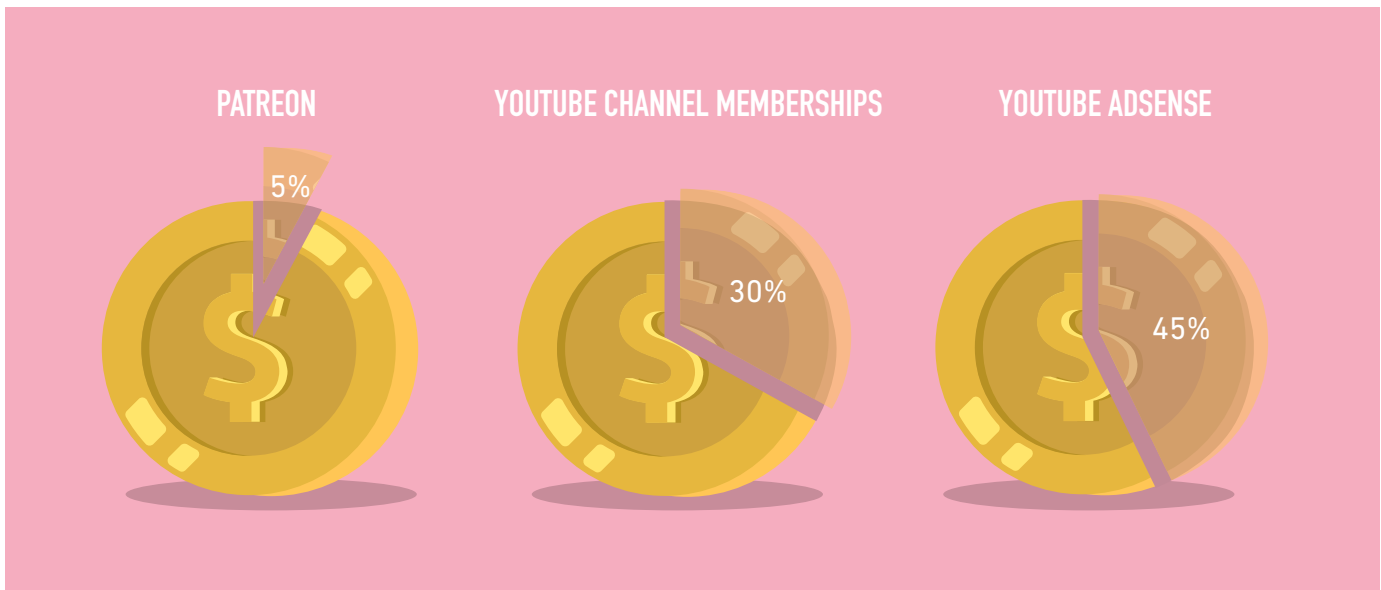 PATREON
YOUTUBE CHANNEL MEMBERSHIPS
YOUTUBE ADSENSE
5%
30%
45%
$
$
$